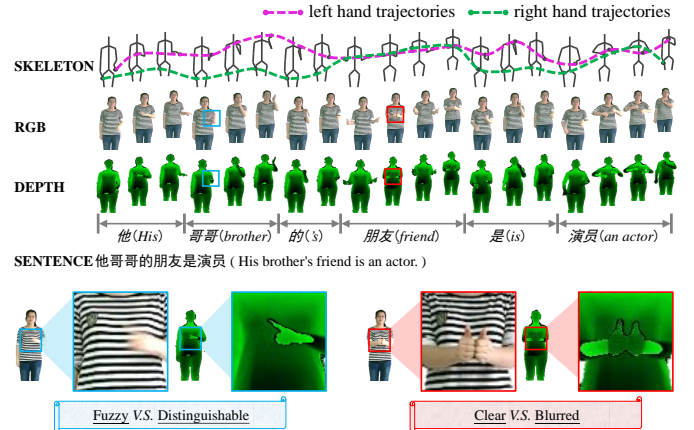 left hand trajectories right hand trajectories
SKELETON
RGB
DEPTH
他(His) 哥哥(brother) 的('s) 朋友(friend) 是(is) 演员(an actor)
SENTENCE 他哥哥的朋友是演员 ( His brother's friend is an actor. )
Fuzzy V.S. Distinguishable Clear V.S. Blurred